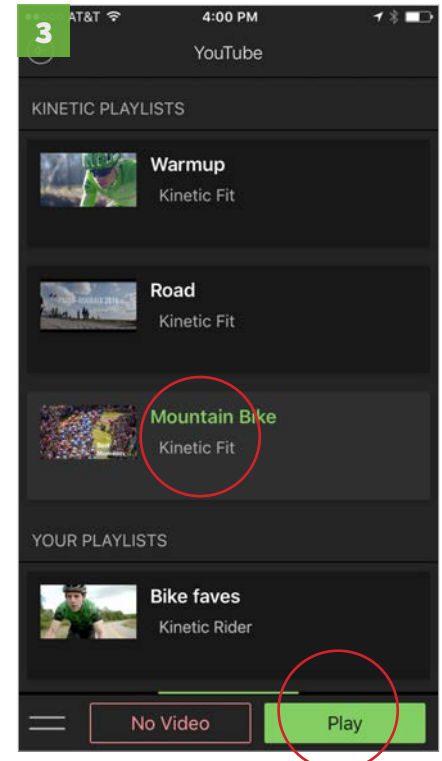 3
AT&T 4:00 PM
YouTube
KINETIC PLAYLISTS
Warmup
Kinetic Fit
Road
Kinetic Fit
Mountain Bike
Kinetic Fit
YOUR PLAYLISTS
Bike faves
Kinetic Rider
No Video Play